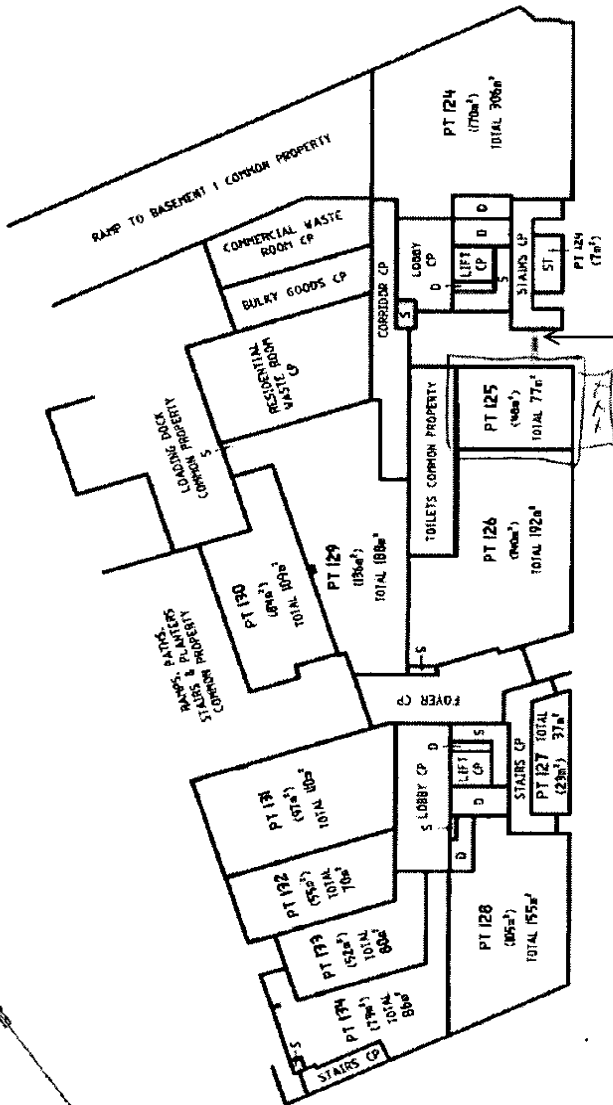 RAMP TO BASEMENT 1 COMMON PROPERTY
PT 124
(170m²)
TOTAL 306m²
COMMERCIAL WASTE
ROOM CP
BULKY GOODS CP
CORRIDOR CP
LOBBY
CP
D
D
LIFT
CP
D
S
S
STAIRS CP
ST
PT 124
(7m²)
RESIDENTIAL
WASTE ROOM
CP
LOADING DOCK
COMMON PROPERTY
S
TOILETS COMMON PROPERTY
PT 125
TOTAL 77m²
PT 126
(140m²)
TOTAL 192m²
PT 129
(136m²)
TOTAL 188m²
PT 130
(84m²)
TOTAL 109m²
RAMPS, PATHS,
STAIRS & PLANTER
COMMON PROPERTY
S
FOYER CP
PT 131
(97m²)
TOTAL 110m²
LOBBY CP
D
S
LIFT
CP
D
S
D
STAIRS CP
PT 127
TOTAL
37m²
(29m²)
PT 132
(55m²)
TOTAL
70m²
PT 133
(52m²)
TOTAL
80m²
PT 128
(105m²)
TOTAL 155m²
PT 134
(79m²)
TOTAL
86m²
S
STAIRS CP